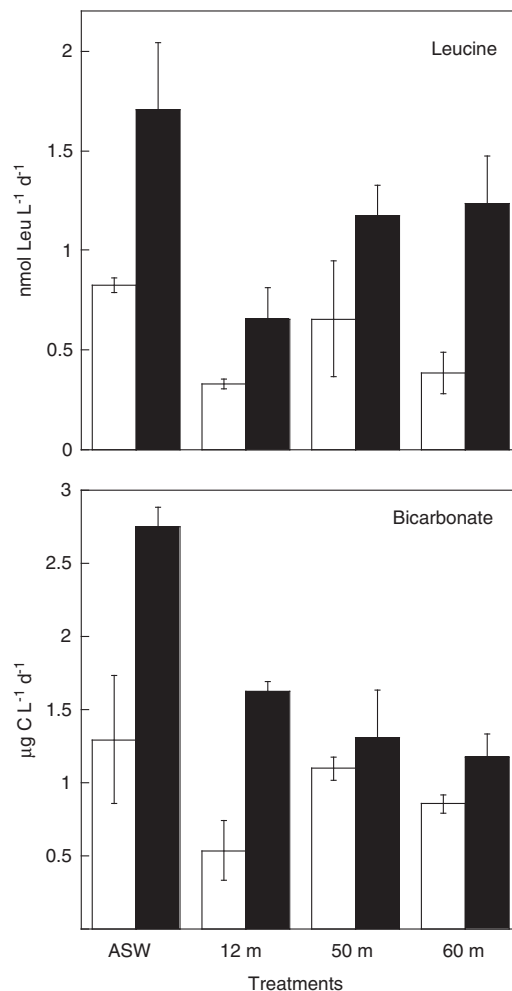 2
Leucine
1.5
1
0.5
0
nmol Leu L⁻¹ d⁻¹
3
Bicarbonate
2.5
2
1.5
1
0.5
µg C L⁻¹ d⁻¹
ASW 12 m 50 m 60 m
Treatments